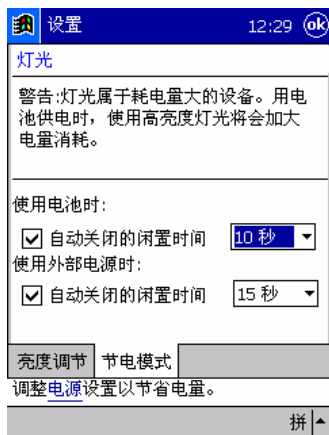 设置 12:29 ok
灯光
警告:灯光属于耗电量大的设备。用电
池供电时，使用高亮度灯光将会加大
电量消耗。
使用电池时:
自动关闭的闲置时间 10 秒
使用外部电源时:
自动关闭的闲置时间 15 秒
亮度调节 节电模式
调整电源设置以节省电量。
拼